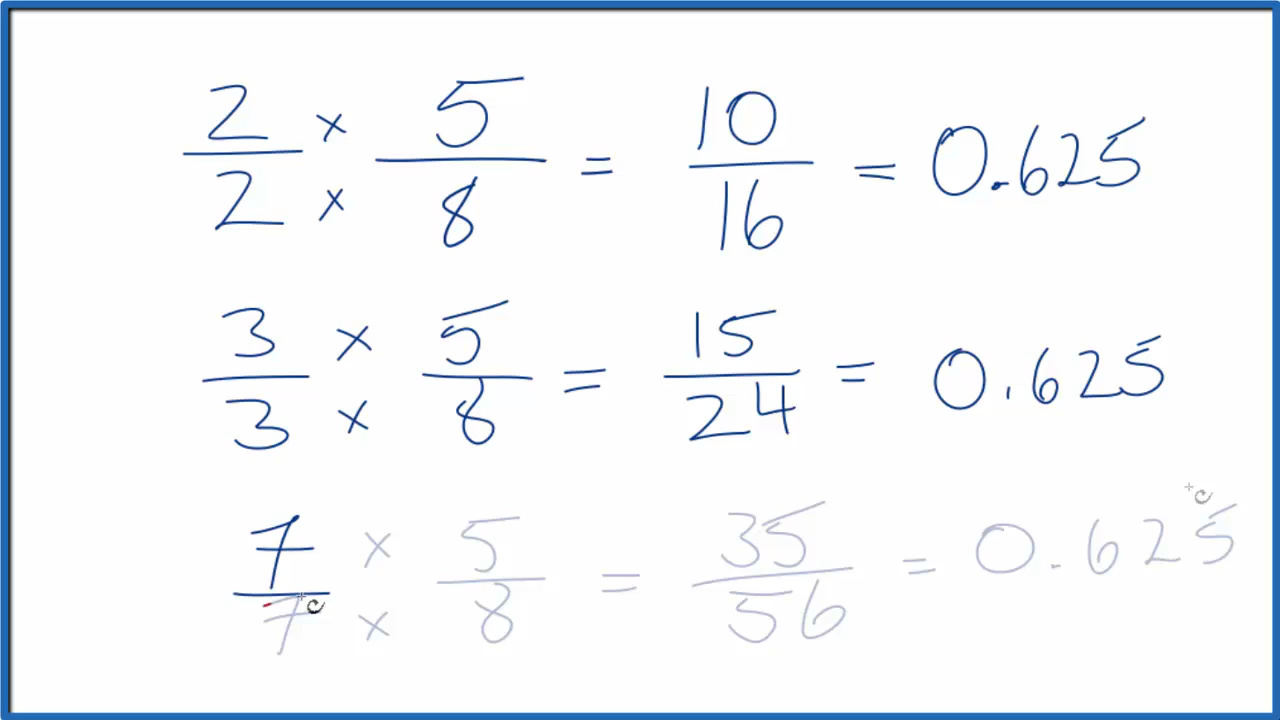 2/2 × 5/8 = 10/16 = 0.625
3/3 × 5/8 = 15/24 = 0.625
7/7 × 5/8 = 35/56 = 0.625